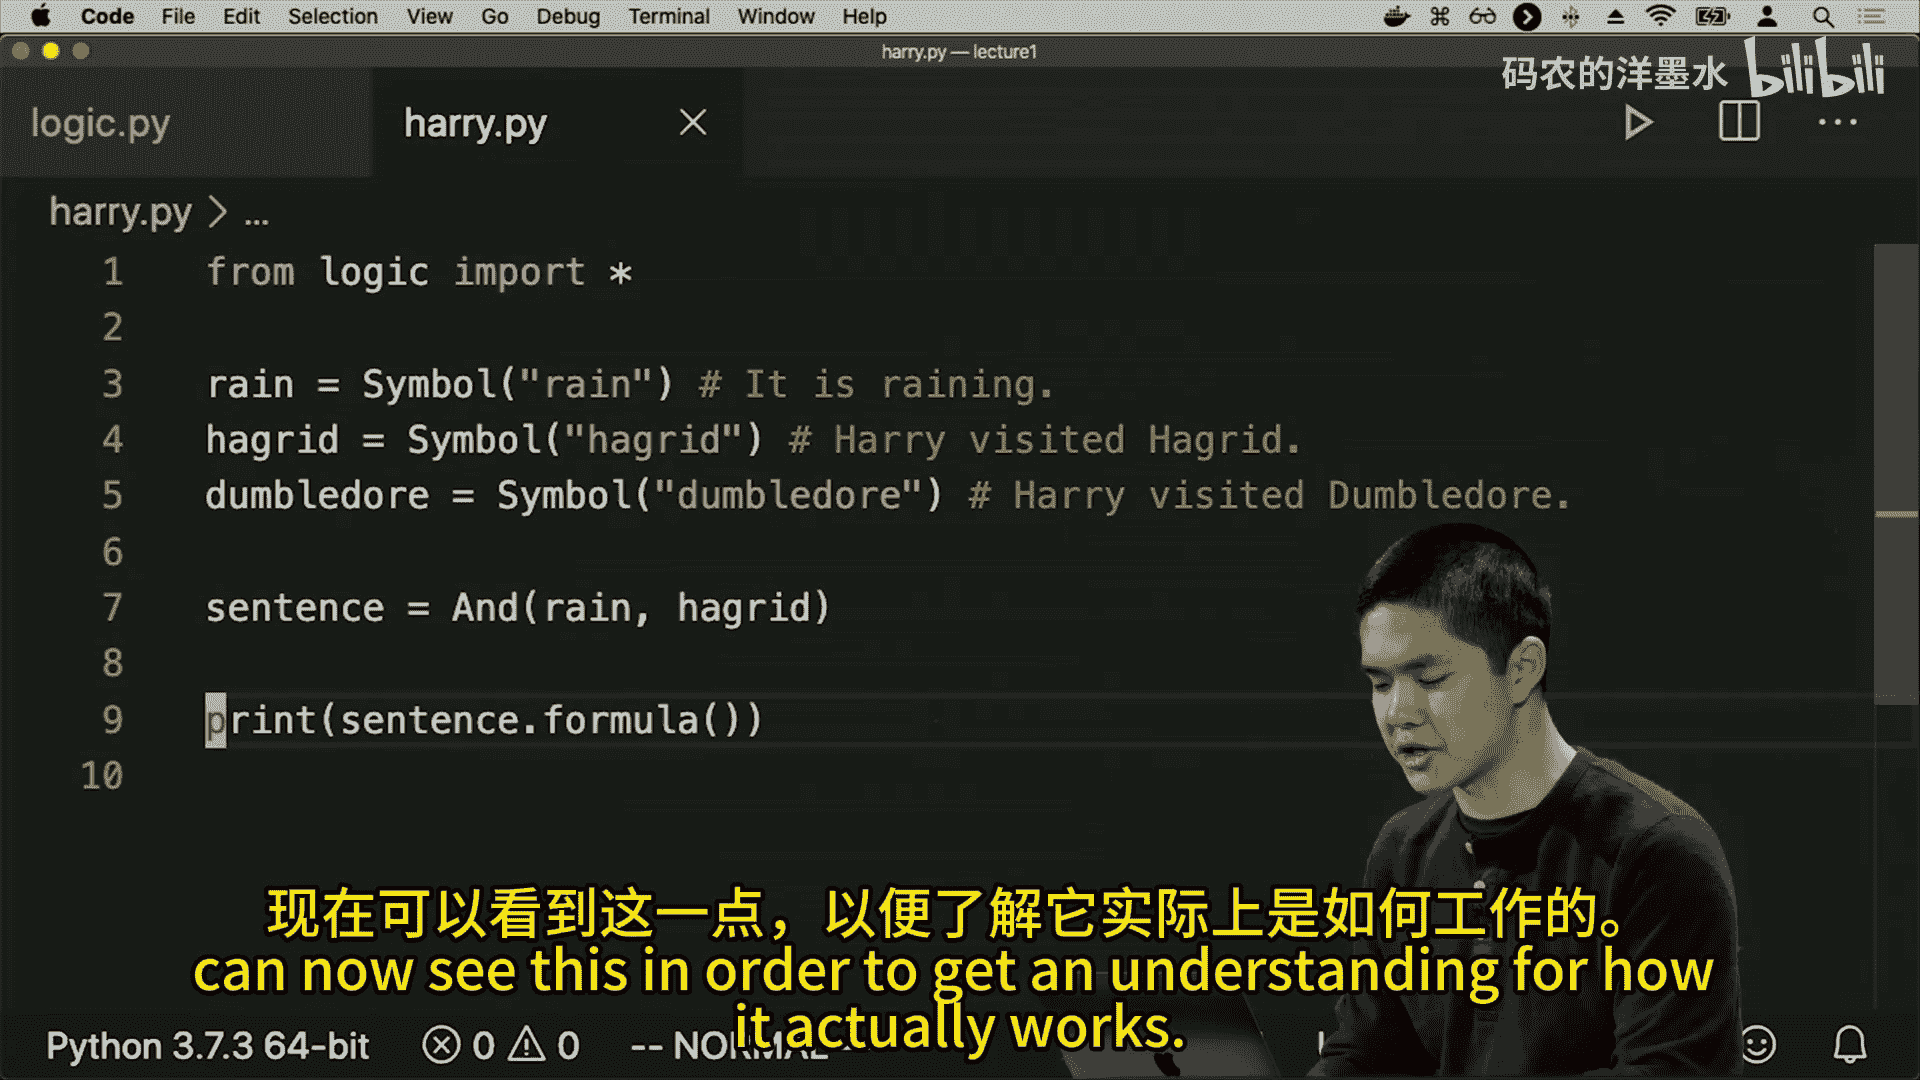 Code File Edit Selection View Go Debug Terminal Window Help
harry.py — lecture1
码农的洋墨水 bilibili
logic.py harry.py
harry.py > ...
1 from logic import *
2
3 rain = Symbol("rain") # It is raining.
4 hagrid = Symbol("hagrid") # Harry visited Hagrid.
5 dumbledore = Symbol("dumbledore") # Harry visited Dumbledore.
6
7 sentence = And(rain, hagrid)
8
9 print(sentence.formula())
10
现在可以看到这一点，以便了解它实际上是如何工作的。
can now see this in order to get an understanding for how
it actually works.
Python 3.7.3 64-bit 0 0 -- NORMAL